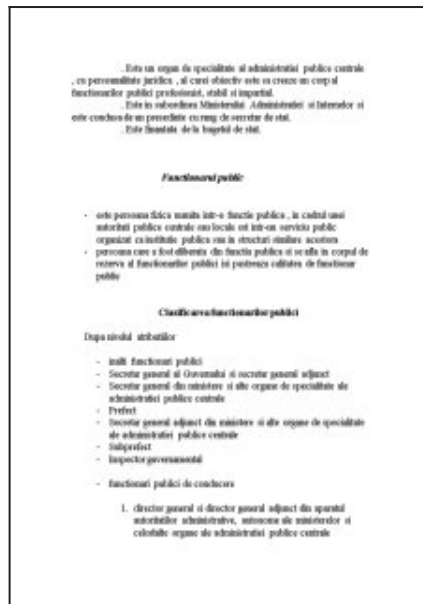 . Este un organ de specialitate al administratiei publice centrale
, cu personalitate juridica , al carei obiectiv este sa creeze un corp al
functionarilor publici profesionist, stabil si impartial.
. Este in subordinea Ministerului Administratiei si Internelor si
este condusa de un presedinte cu rang de secretar de stat.
. Este finantata de la bugetul de stat.
Functionarul public
- este persoana fizica numita intr-o functie publica , in cadrul unei
autoritati publice centrale sau locale ori intr-un serviciu public
organizat ca institutie publica sau in structuri similare acestora
- persoana care a fost eliberata din functia publica si se afla in corpul de
rezerva al functionarilor publici isi pastreaza calitatea de functionar
public
Clasificarea functionarilor publici
Dupa nivelul atributiilor
- inalti functionari publici
- Secretar general al Guvernului si secretar general adjunct
- Secretar general din ministere si alte organe de specialitate ale
administratiei publice centrale
- Prefect
- Secretar general adjunct din ministere si alte organe de specialitate
ale administratiei publice centrale
- Subprefect
- Inspector guvernamental
- functionari publici de conducere
1. director general si director general adjunct din aparatul
autoritatilor administrative, autonome ale ministerelor si
celorlalte organe ale administratiei publice centrale